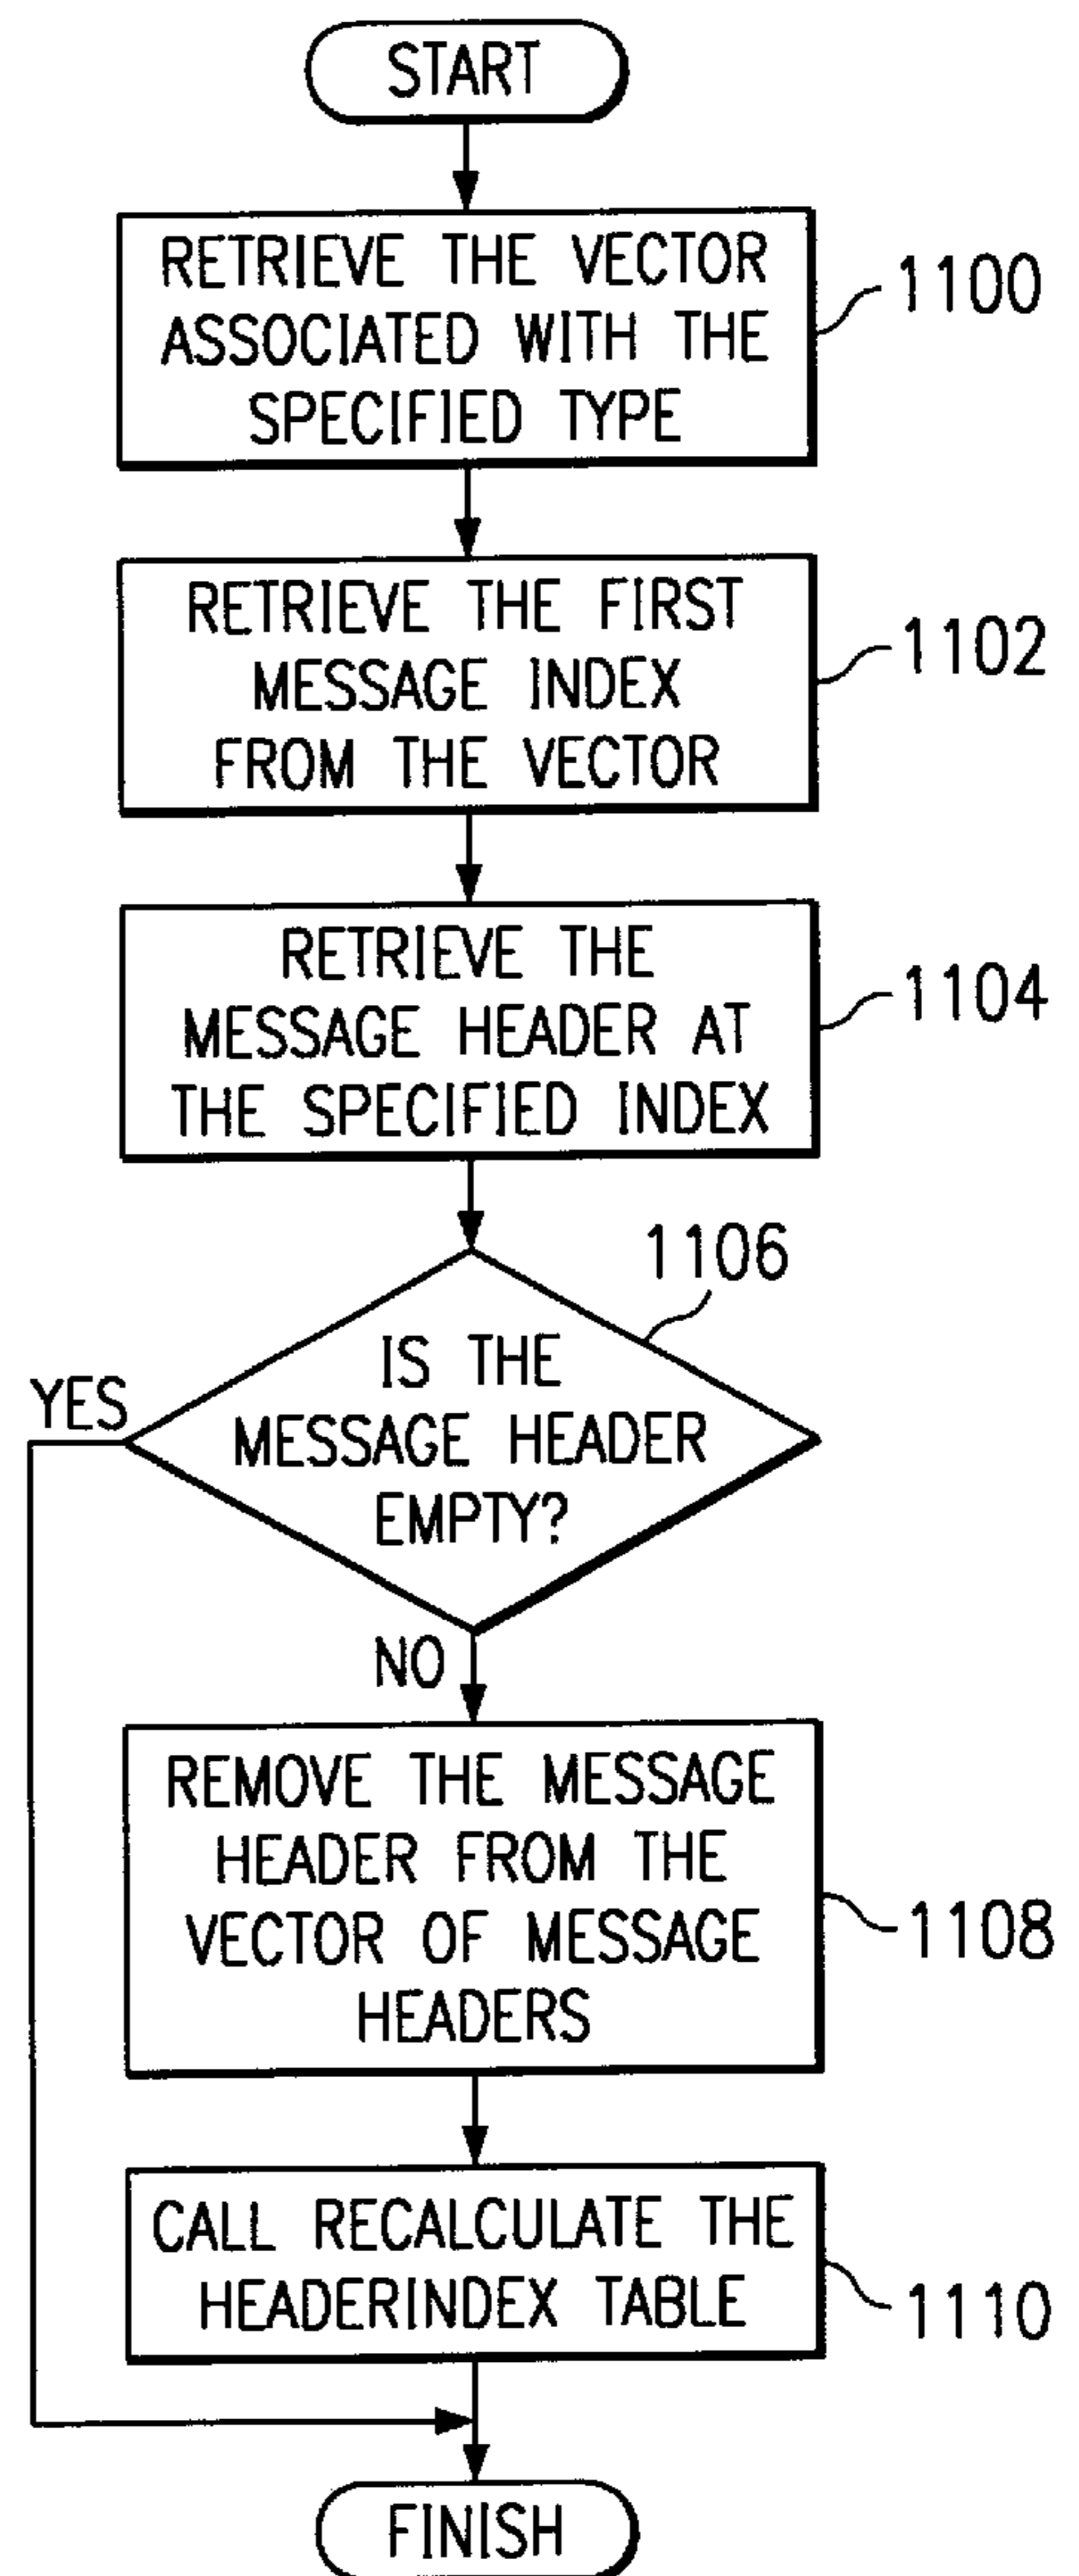 START
RETRIEVE THE VECTOR
ASSOCIATED WITH THE
SPECIFIED TYPE
1100
RETRIEVE THE FIRST
MESSAGE INDEX
FROM THE VECTOR
1102
RETRIEVE THE
MESSAGE HEADER AT
THE SPECIFIED INDEX
1104
1106
IS THE
MESSAGE HEADER
EMPTY?
YES
NO
REMOVE THE MESSAGE
HEADER FROM THE
VECTOR OF MESSAGE
HEADERS
1108
CALL RECALCULATE THE
HEADERINDEX TABLE
1110
FINISH